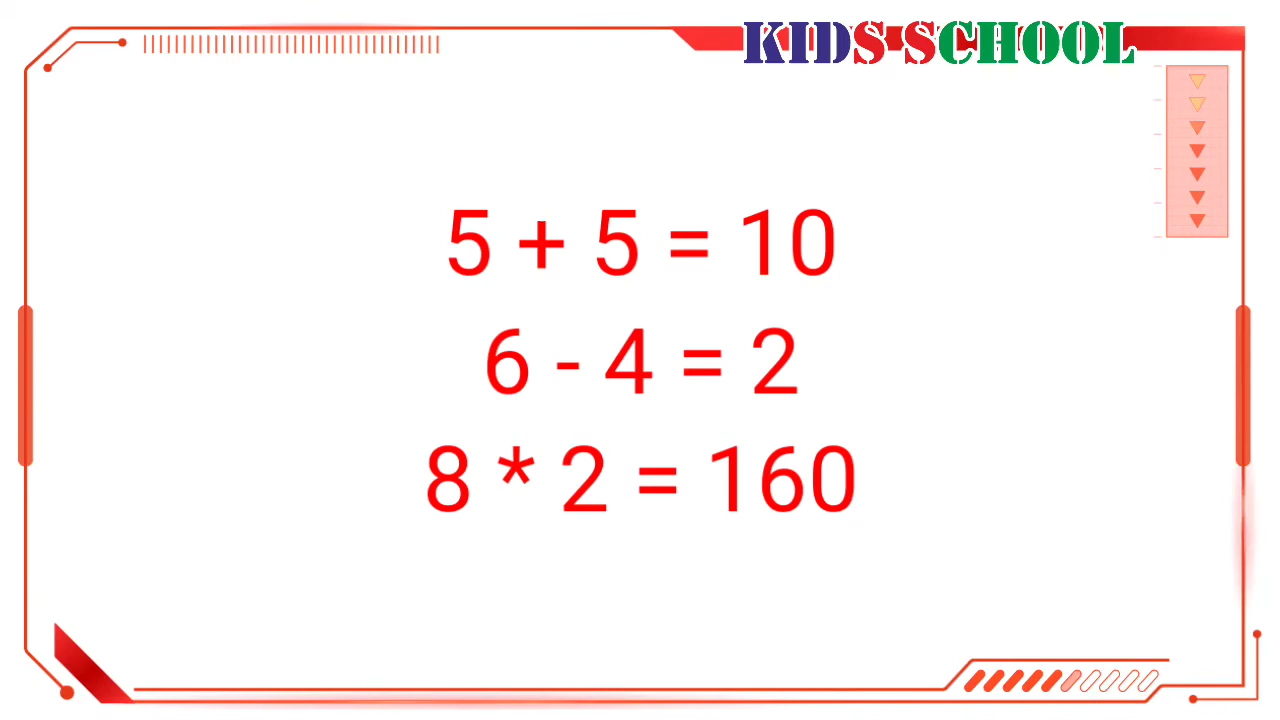 KIDS SCHOOL
5 + 5 = 10
6 - 4 = 2
8 * 2 = 160